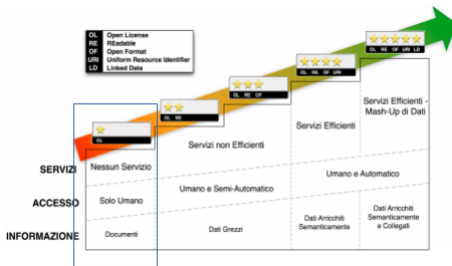 OL Open License
RE REadable
OF Open Format
URI Uniform Resource Identifier
LD Linked Data
OL
OL RE
OL RE OF
OL RE OF URI
OL RE OF URI LD
SERVIZI
Nessun Servizio
Servizi non Efficienti
Servizi Efficienti
Servizi Efficienti -
Mash-Up di Dati
ACCESSO
Solo Umano
Umano e Semi-Automatico
Umano e Automatico
INFORMAZIONE
Documenti
Dati Grezzi
Dati Arricchiti
Semanticamente
Dati Arricchiti
Semanticamente
e Collegati